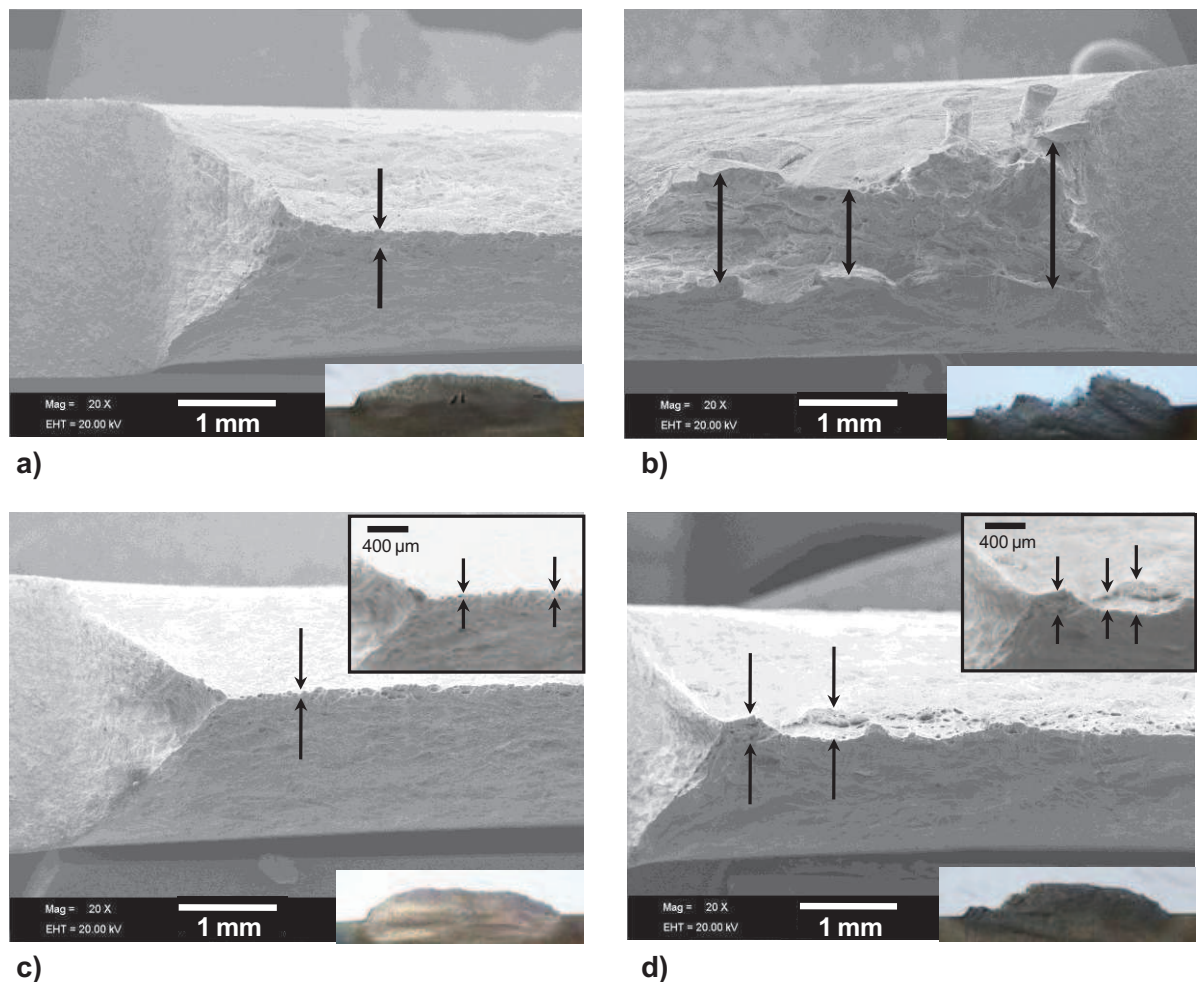 Mag = 20 X
EHT = 20.00 kV
1 mm
a)
Mag = 20 X
EHT = 20.00 kV
1 mm
b)
400 µm
Mag = 20 X
EHT = 20.00 kV
1 mm
c)
400 µm
Mag = 20 X
EHT = 20.00 kV
1 mm
d)